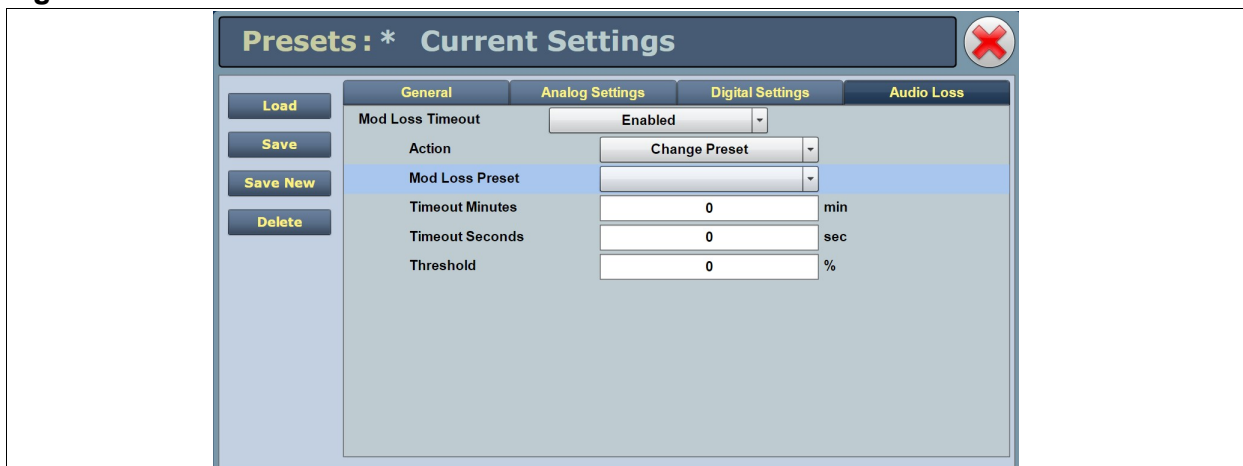 Presets:* Current Settings
Load
Save
Save New
Delete
General Analog Settings Digital Settings Audio Loss
Mod Loss Timeout Enabled
Action Change Preset
Mod Loss Preset
Timeout Minutes 0 min
Timeout Seconds 0 sec
Threshold 0 %